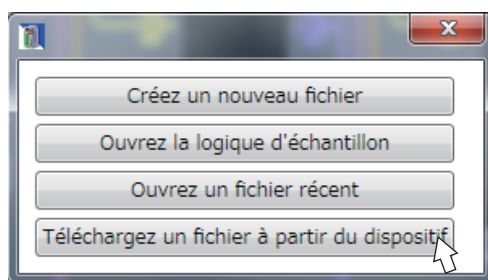 Créez un nouveau fichier
Ouvrez la logique d'échantillon
Ouvrez un fichier récent
Téléchargez un fichier à partir du dispositif